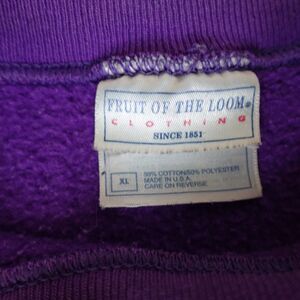 FRUIT OF THE LOOM®
CLOTHING
SINCE 1851
XL
50% COTTON/50% POLYESTER
MADE IN U.S.A.
CARE ON REVERSE